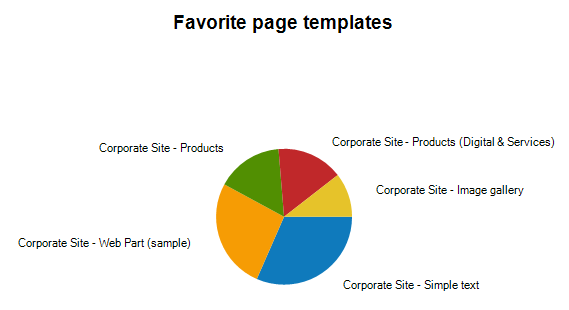 Favorite page templates
Corporate Site - Products (Digital & Services)
Corporate Site - Products
Corporate Site - Image gallery
Corporate Site - Web Part (sample)
Corporate Site - Simple text